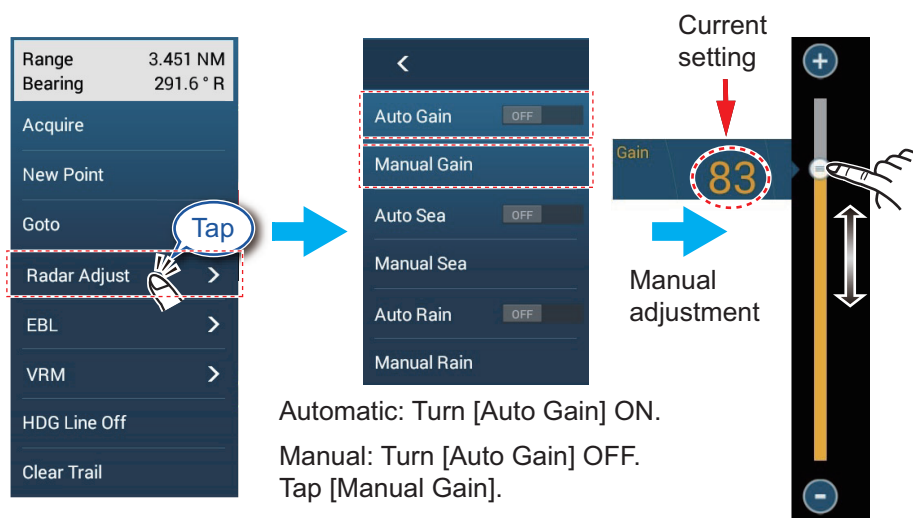 Range 3.451 NM
Bearing 291.6 ° R
Acquire
New Point
Goto
Tap
Radar Adjust >
EBL >
VRM >
HDG Line Off
Clear Trail
<
Auto Gain OFF
Manual Gain
Auto Sea OFF
Manual Sea
Auto Rain OFF
Manual Rain
Automatic: Turn [Auto Gain] ON.
Manual: Turn [Auto Gain] OFF.
Tap [Manual Gain].
Current
setting
Gain
83
Manual
adjustment
+
-